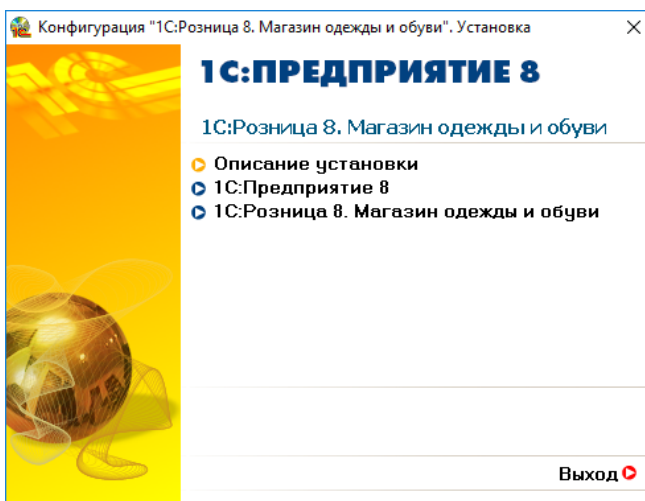 Конфигурация "1С:Розница 8. Магазин одежды и обуви". Установка
1С:ПРЕДПРИЯТИЕ 8
1С:Розница 8. Магазин одежды и обуви
Описание установки
1С:Предприятие 8
1С:Розница 8. Магазин одежды и обуви
Выход